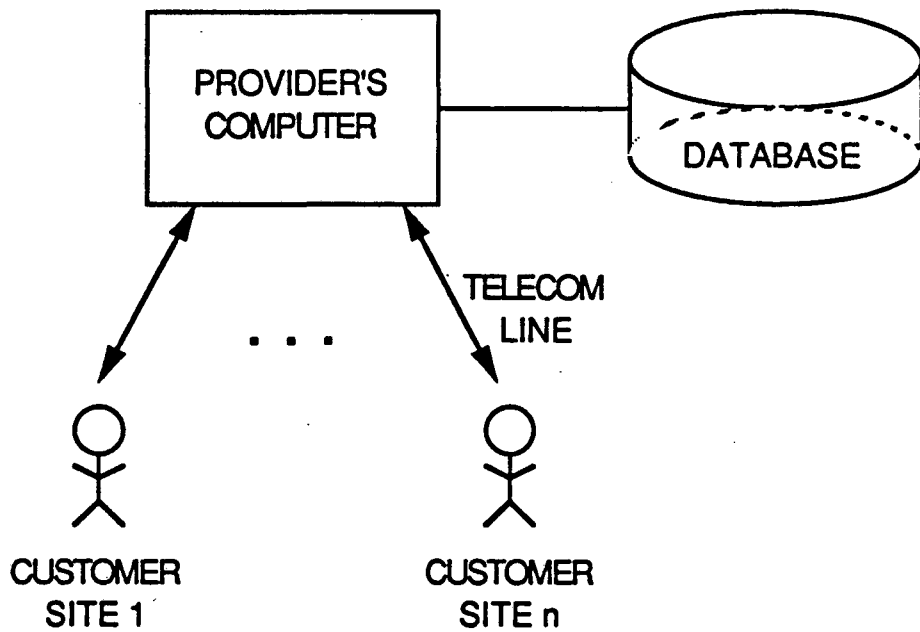 PROVIDER'S
COMPUTER
DATABASE
TELECOM
LINE
. . .
CUSTOMER
SITE 1
CUSTOMER
SITE n